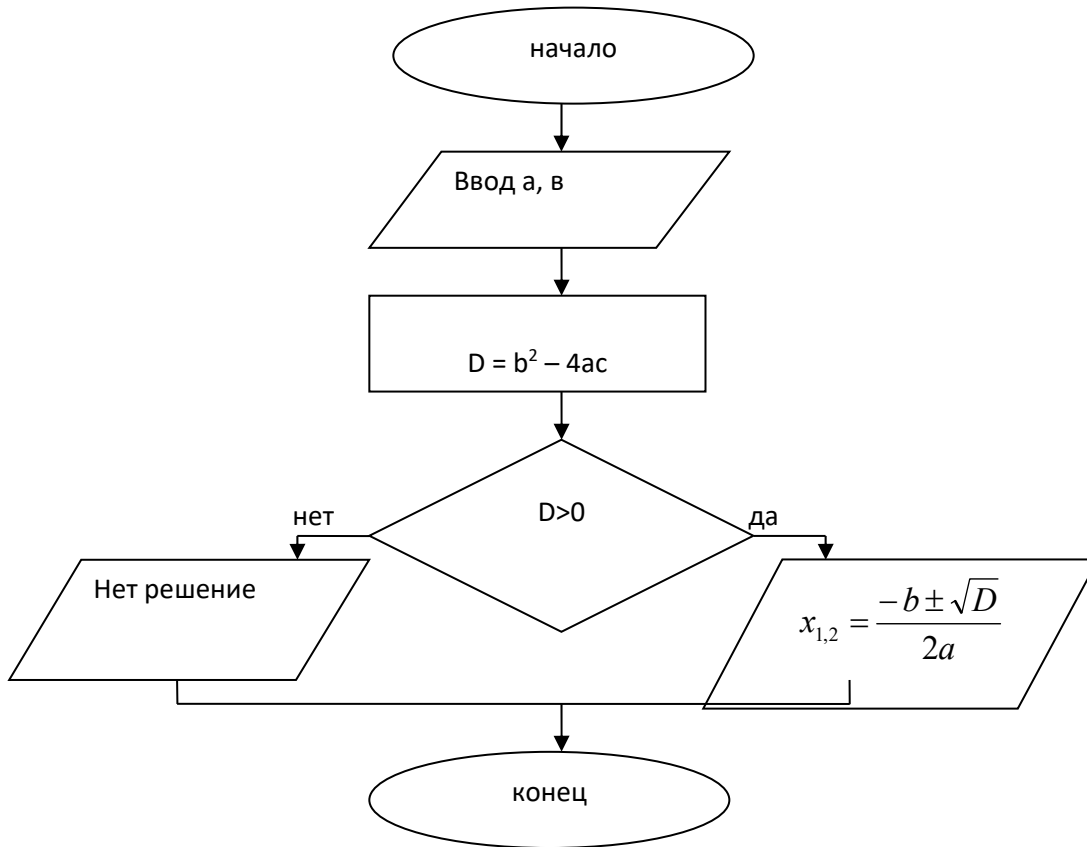 начало
Ввод а, в
D = b² – 4ac
D>0
нет
да
Нет решение
x₁,₂ = (−b ± √D) / 2a
конец